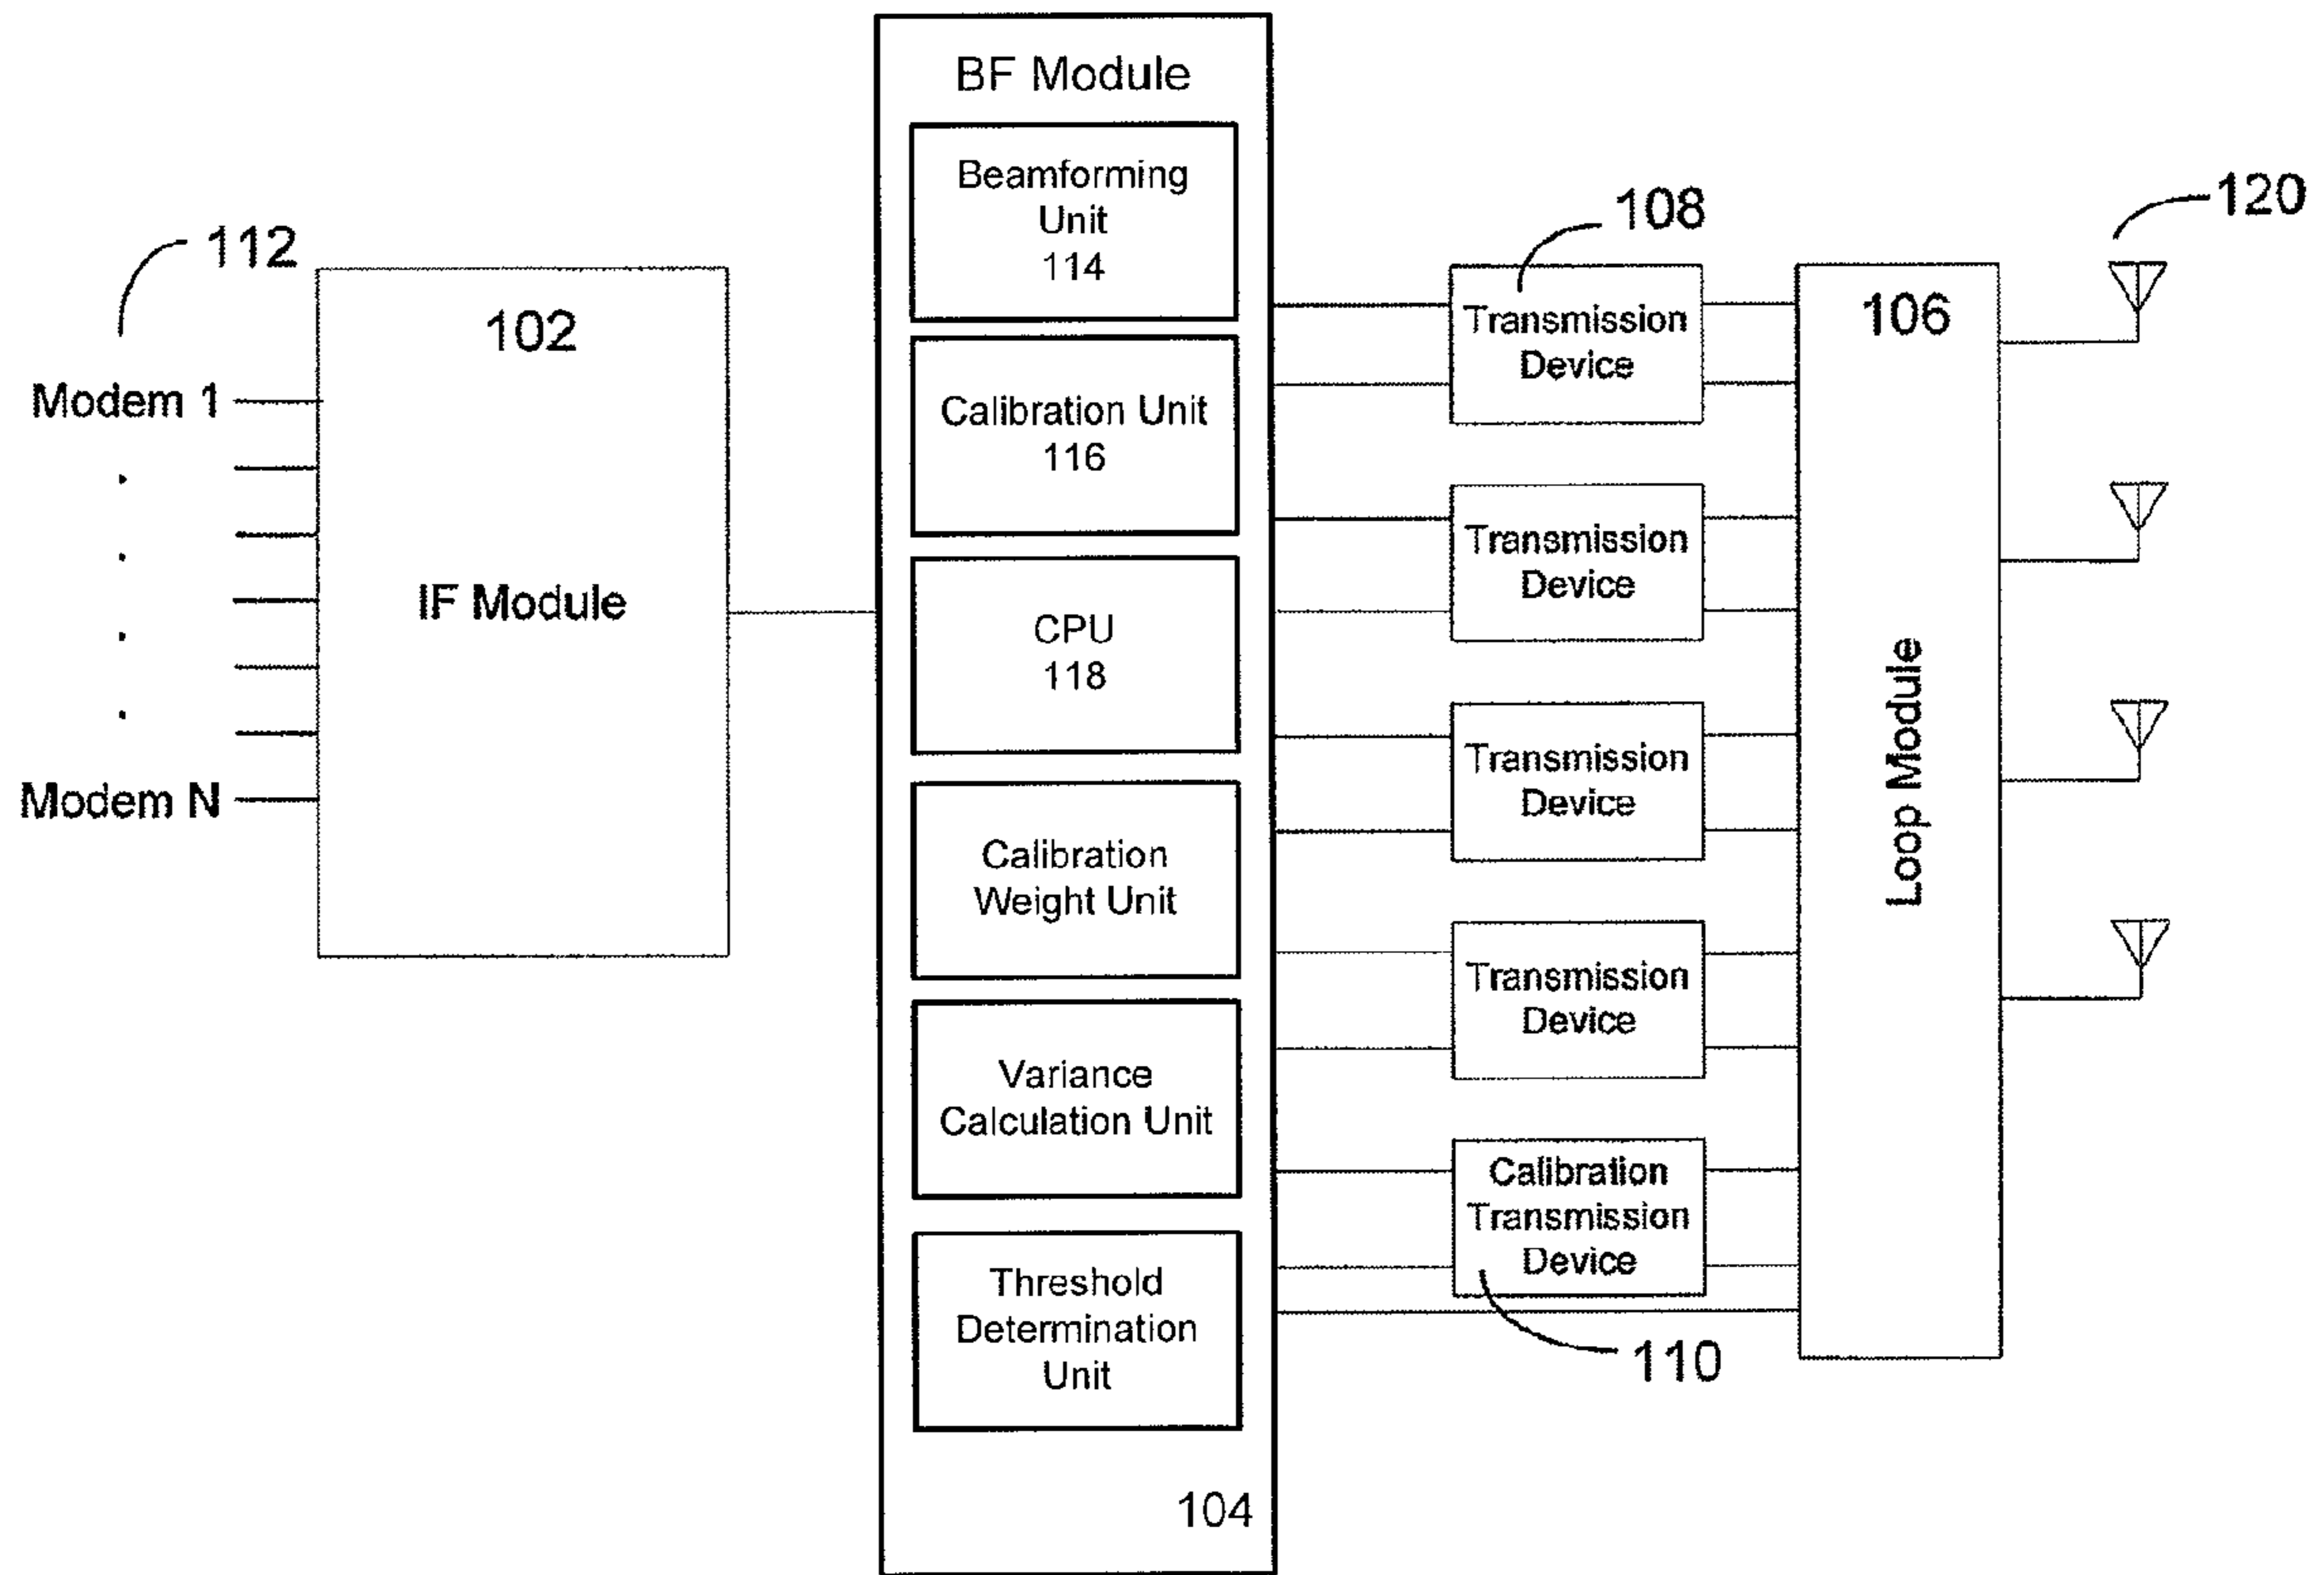 112
Modem 1
Modem N
102
IF Module
BF Module
Beamforming
Unit
114
Calibration Unit
116
CPU
118
Calibration
Weight Unit
Variance
Calculation Unit
Threshold
Determination
Unit
104
108
Transmission
Device
Transmission
Device
Transmission
Device
Transmission
Device
Calibration
Transmission
Device
110
106
Loop Module
120